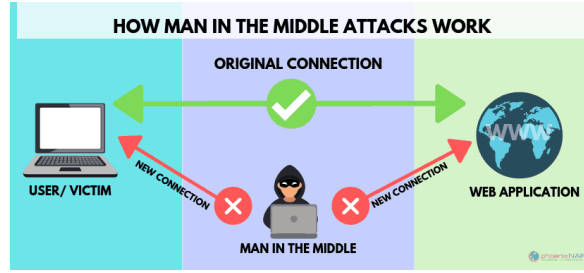 HOW MAN IN THE MIDDLE ATTACKS WORK
ORIGINAL CONNECTION
WWW
NEW CONNECTION
NEW CONNECTION
USER/ VICTIM
WEB APPLICATION
MAN IN THE MIDDLE
phoenixNAP